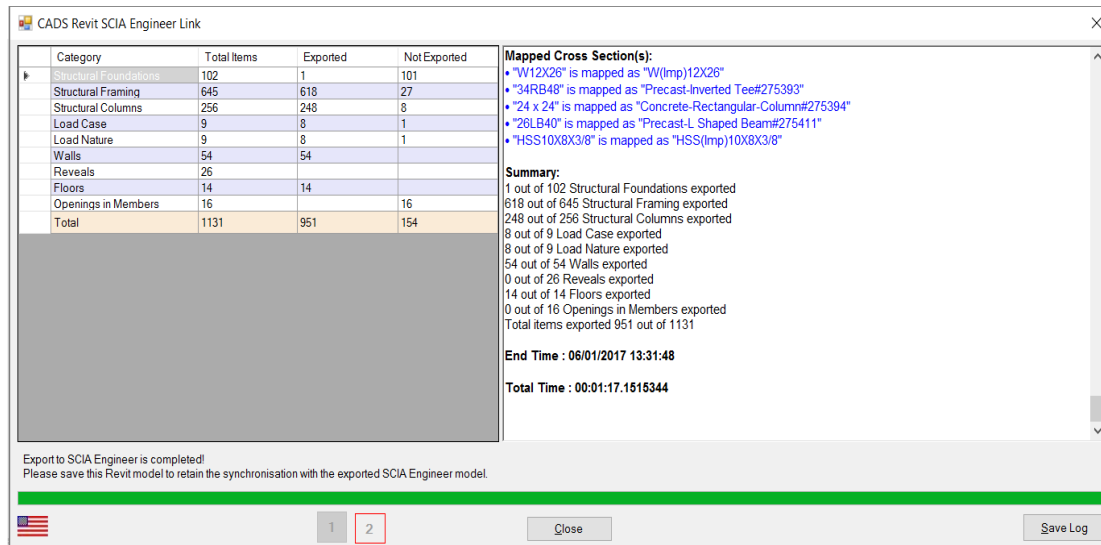 CADS Revit SCIA Engineer Link
Category Total Items Exported Not Exported
Structural Foundations 102 1 101
Structural Framing 645 618 27
Structural Columns 256 248 8
Load Case 9 8 1
Load Nature 9 8 1
Walls 54 54
Reveals 26
Floors 14 14
Openings in Members 16 16
Total 1131 951 154
Mapped Cross Section(s):
• "W12X26" is mapped as "W(Imp)12X26"
• "34RB48" is mapped as "Precast-Inverted Tee#275393"
• "24 x 24" is mapped as "Concrete-Rectangular-Column#275394"
• "26LB40" is mapped as "Precast-L Shaped Beam#275411"
• "HSS10X8X3/8" is mapped as "HSS(Imp)10X8X3/8"
Summary:
1 out of 102 Structural Foundations exported
618 out of 645 Structural Framing exported
248 out of 256 Structural Columns exported
8 out of 9 Load Case exported
8 out of 9 Load Nature exported
54 out of 54 Walls exported
0 out of 26 Reveals exported
14 out of 14 Floors exported
0 out of 16 Openings in Members exported
Total items exported 951 out of 1131
End Time : 06/01/2017 13:31:48
Total Time : 00:01:17.1515344
Export to SCIA Engineer is completed!
Please save this Revit model to retain the synchronisation with the exported SCIA Engineer model.
1 2 Close Save Log